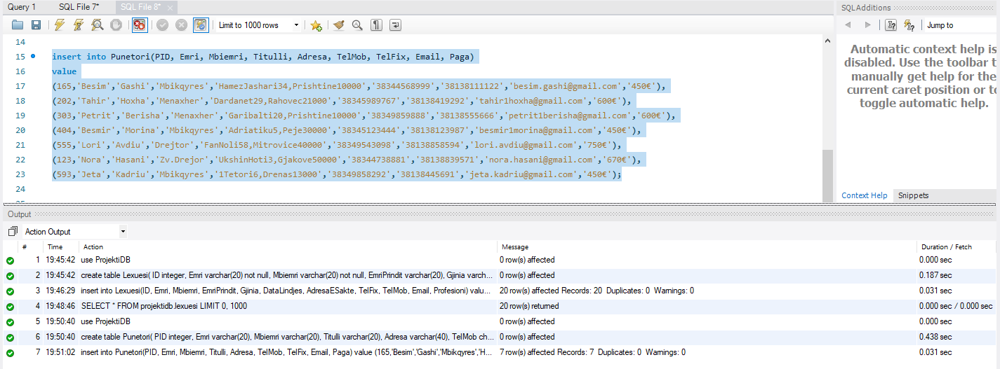 Query 1 SQL File 7* SQL File 8* ×
SQLAdditions
Limit to 1000 rows
Jump to
14
15 insert into Punetori(PID, Emri, Mbiemri, Titulli, Adresa, TelMob, TelFix, Email, Paga)
16 value
17 (165,'Besim','Gashi','Mbikqyres','HamezJashari34,Prishtine10000','38344568999','38138111122','besim.gashi@gmail.com','450€'),
18 (202,'Tahir','Hoxha','Menaxher','Dardanet29,Rahovec21000','38345989767','38138419292','tahir1hoxha@gmail.com','600€'),
19 (303,'Petrit','Berisha','Menaxher','Garibalti20,Prishtine10000','38349859888','38138555666','petrit1berisha@gmail.com','600€'),
20 (404,'Besmir','Morina','Mbikqyres','Adriatiku5,Peje30000','38345123444','38138123987','besmir1morina@gmail.com','450€'),
21 (555,'Lori','Avdiu','Drejtor','FanNoli58,Mitrovice40000','38349543098','38138858594','lori.avdiu@gmail.com','750€'),
22 (123,'Nora','Hasani','Zv.Drejor','UkshinHoti3,Gjakove50000','38344738881','38138839571','nora.hasani@gmail.com','670€'),
23 (593,'Jeta','Kadriu','Mbikqyres','1Tetori6,Drenas13000','38349858292','38138445691','jeta.kadriu@gmail.com','450€');
24
Automatic context help is
disabled. Use the toolbar t
manually get help for the
current caret position or to
toggle automatic help.
Context Help Snippets
Output
Action Output
# Time Action Message Duration / Fetch
1 19:45:42 use ProjektiDB 0 row(s) affected 0.000 sec
2 19:45:42 create table Lexuesi( ID integer, Emri varchar(20) not null, Mbiemri varchar(20) not null, EmriPrindit varchar(20), Gjinia varch... 0 row(s) affected 0.187 sec
3 19:46:29 insert into Lexuesi(ID, Emri, Mbiemri, EmriPrindit, Gjinia, DataLindjes, AdresaESakte, TelFix, TelMob, Email, Profesioni) valu... 20 row(s) affected Records: 20 Duplicates: 0 Warnings: 0 0.031 sec
4 19:48:46 SELECT * FROM projektidb.lexuesi LIMIT 0, 1000 20 row(s) returned 0.000 sec / 0.000 sec
5 19:50:40 use ProjektiDB 0 row(s) affected 0.000 sec
6 19:50:40 create table Punetori( PID integer, Emri varchar(20), Mbiemri varchar(20), Titulli varchar(20), Adresa varchar(40), TelMob ch... 0 row(s) affected 0.438 sec
7 19:51:02 insert into Punetori(PID, Emri, Mbiemri, Titulli, Adresa, TelMob, TelFix, Email, Paga) value (165,'Besim','Gashi','Mbikqyres','H... 7 row(s) affected Records: 7 Duplicates: 0 Warnings: 0 0.031 sec